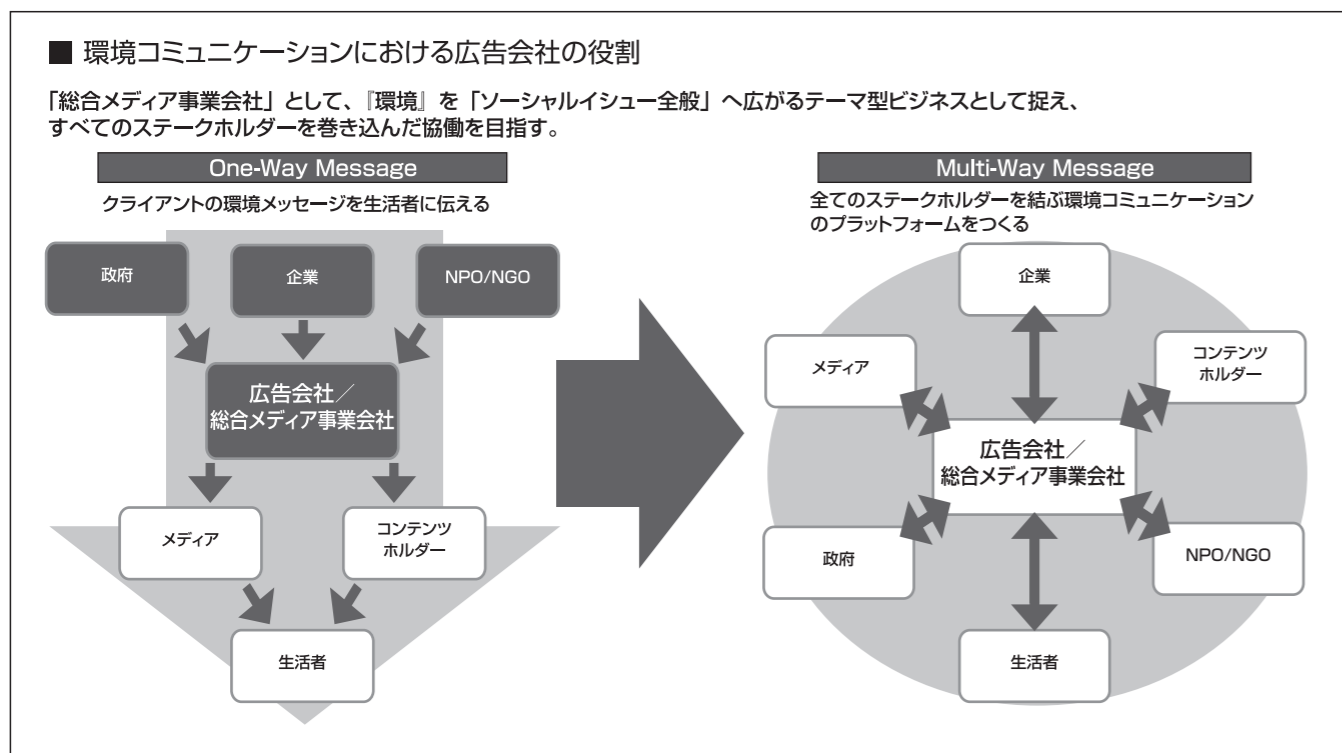 ■ 環境コミュニケーションにおける広告会社の役割
「総合メディア事業会社」として、『環境』を「ソーシャルイシュー全般」へ広がるテーマ型ビジネスとして捉え、
すべてのステークホルダーを巻き込んだ協働を目指す。
One-Way Message
クライアントの環境メッセージを生活者に伝える
政府
企業
NPO/NGO
広告会社／
総合メディア事業会社
メディア
コンテンツ
ホルダー
生活者
Multi-Way Message
全てのステークホルダーを結ぶ環境コミュニケーション
のプラットフォームをつくる
企業
メディア
コンテンツ
ホルダー
広告会社／
総合メディア事業会社
政府
NPO/NGO
生活者